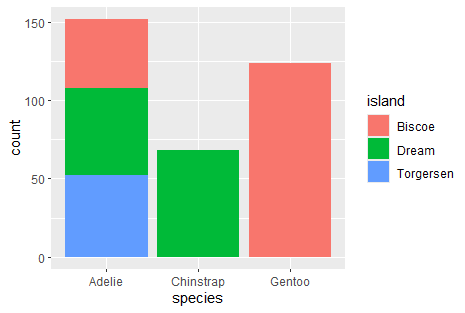 150
100
50
0
count
Adelie
Chinstrap
Gentoo
species
island
Biscoe
Dream
Torgersen